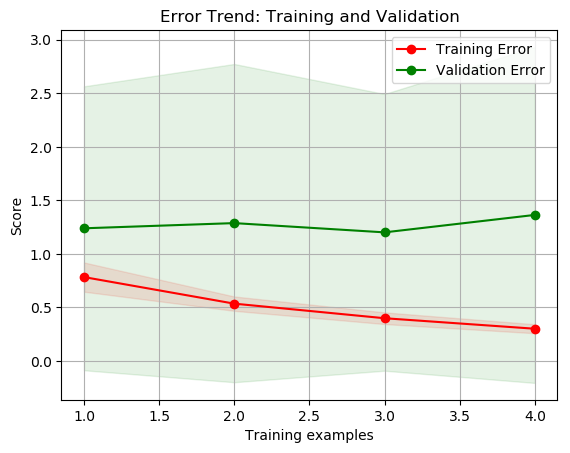 Error Trend: Training and Validation
3.0
Training Error
Validation Error
2.5
2.0
1.5
1.0
0.5
0.0
Score
1.0 1.5 2.0 2.5 3.0 3.5 4.0
Training examples